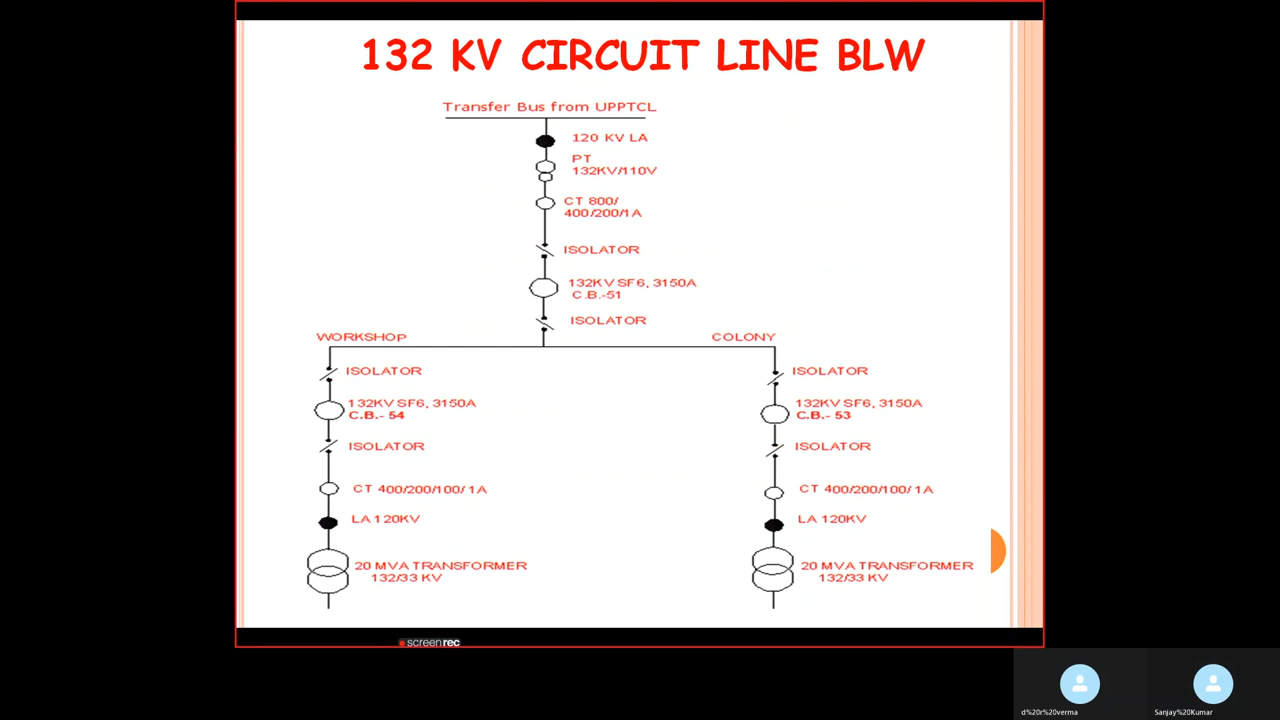 132 KV CIRCUIT LINE BLW
Transfer Bus from UPPTCL
120 KV LA
PT
132KV/110V
CT 800/
400/200/1A
ISOLATOR
132KV SF6, 3150A
C.B.-51
ISOLATOR
WORKSHOP
COLONY
ISOLATOR
ISOLATOR
132KV SF6, 3150A
C.B.- 54
132KV SF6, 3150A
C.B.- 53
ISOLATOR
ISOLATOR
CT 400/200/100/1A
CT 400/200/100/1A
LA 120KV
LA 120KV
20 MVA TRANSFORMER
132/33 KV
20 MVA TRANSFORMER
132/33 KV
screenrec
d%20r%20verma
Sanjay%20Kumar